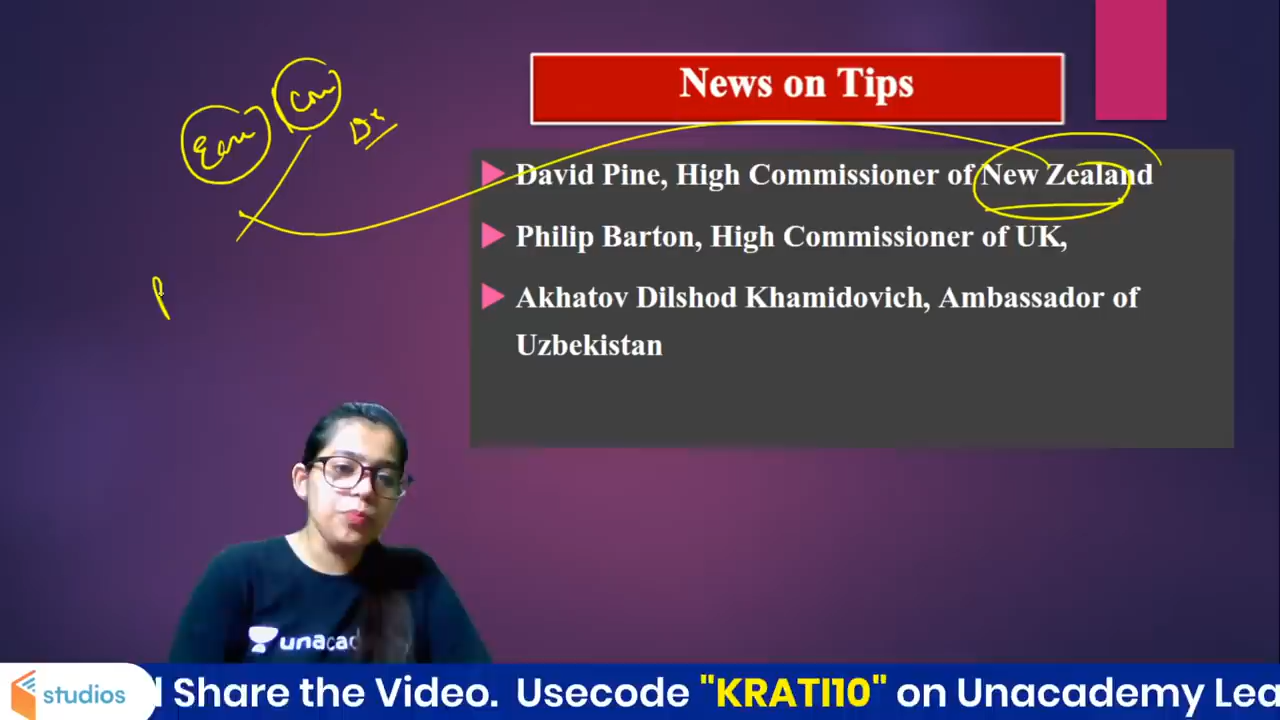 News on Tips
David Pine, High Commissioner of New Zealand
Philip Barton, High Commissioner of UK,
Akhatov Dilshod Khamidovich, Ambassador of
Uzbekistan
unacad
studios
Share the Video. Usecode "KRATI10" on Unacademy Lea